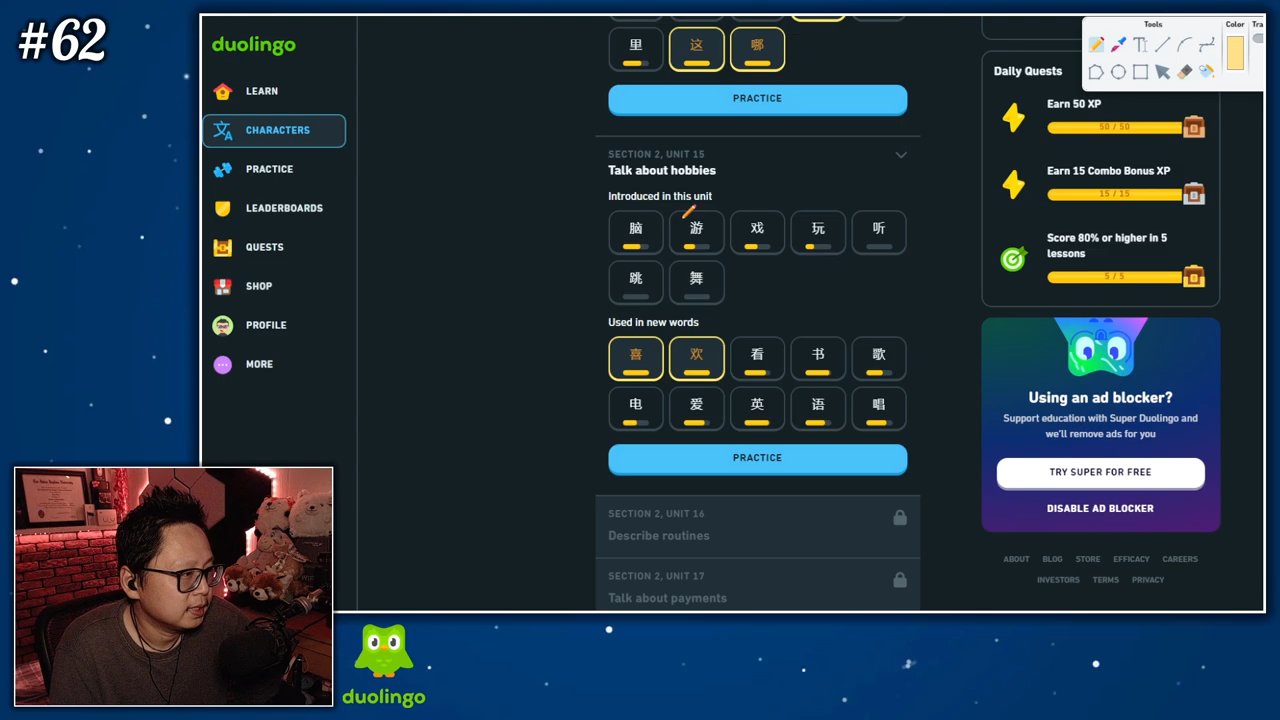 #62
duolingo
LEARN
CHARACTERS
PRACTICE
LEADERBOARDS
QUESTS
SHOP
PROFILE
MORE
里 这 哪
PRACTICE
SECTION 2, UNIT 15
Talk about hobbies
Introduced in this unit
脑 游 戏 玩 听
跳 舞
Used in new words
喜 欢 看 书 歌
电 爱 英 语 唱
PRACTICE
SECTION 2, UNIT 16
Describe routines
SECTION 2, UNIT 17
Talk about payments
Tools
Color
Tra
Daily Quests
Earn 50 XP
50 / 50
Earn 15 Combo Bonus XP
15 / 15
Score 80% or higher in 5
lessons
5 / 5
Using an ad blocker?
Support education with Super Duolingo and
we'll remove ads for you
TRY SUPER FOR FREE
DISABLE AD BLOCKER
ABOUT BLOG STORE EFFICACY CAREERS
INVESTORS TERMS PRIVACY
duolingo